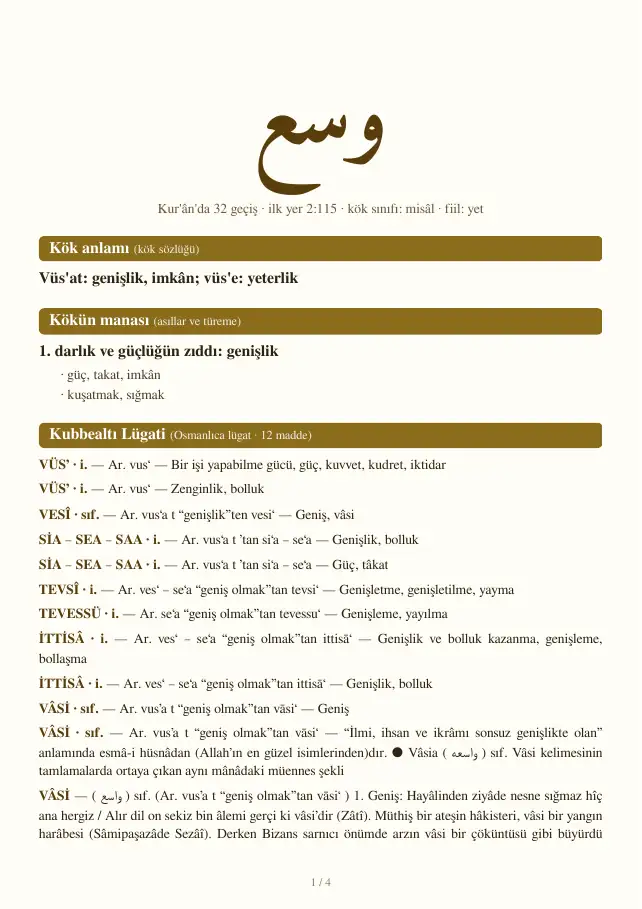 وسع
Kur'ân'da 32 geçiş · ilk yer 2:115 · kök sınıfı: misâl · fiil: yet
Kök anlamı (kök sözlüğü)
Vüs'at: genişlik, imkân; vüs'e: yeterlik
Kökün manası (asıllar ve türeme)
1. darlık ve güçlüğün zıddı: genişlik
· güç, takat, imkân
· kuşatmak, sığmak
Kubbealtı Lügati (Osmanlıca lügat · 12 madde)
VÜS’ · i. — Ar. vus‘ — Bir işi yapabilme gücü, güç, kuvvet, kudret, iktidar
VÜS’ · i. — Ar. vus‘ — Zenginlik, bolluk
VESÎ · sıf. — Ar. vus‘a t “genişlik”ten vesi‘ — Geniş, vâsi
SİA – SEA – SAA · i. — Ar. vus‘a t ’tan si‘a – se‘a — Genişlik, bolluk
SİA – SEA – SAA · i. — Ar. vus‘a t ’tan si‘a – se‘a — Güç, tâkat
TEVSÎ · i. — Ar. ves‘ – se‘a “geniş olmak”tan tevsi‘ — Genişletme, genişletilme, yayma
TEVESSÜ · i. — Ar. se‘a “geniş olmak”tan tevessu‘ — Genişleme, yayılma
İTTİSÂ · i. — Ar. ves‘ – se‘a “geniş olmak”tan ittisā‘ — Genişlik ve bolluk kazanma, genişleme,
bollaşma
İTTİSÂ · i. — Ar. ves‘ – se‘a “geniş olmak”tan ittisā‘ — Genişlik, bolluk
VÂSİ · sıf. — Ar. vus’a t “geniş olmak”tan vāsi‘ — Geniş
VÂSİ · sıf. — Ar. vus’a t “geniş olmak”tan vāsi‘ — “İlmi, ihsan ve ikrâmı sonsuz genişlikte olan”
anlamında esmâ-i hüsnâdan (Allah’ın en güzel isimlerinden)dır. ● Vâsia ( واسعه ) sıf. Vâsi kelimesinin
tamlamalarda ortaya çıkan aynı mânâdaki müennes şekli
VÂSİ — ( واسع ) sıf. (Ar. vus’a t “geniş olmak”tan vāsi‘ ) 1. Geniş: Hayâlinden ziyâde nesne sığmaz hîç
ana hergiz / Alır dil on sekiz bin âlemi gerçi ki vâsi’dir (Zâtî). Müthiş bir ateşin hâkisteri, vâsi bir yangın
harâbesi (Sâmipaşazâde Sezâî). Derken Bizans sarnıcı önümde arzın vâsi bir çöküntüsü gibi büyürdü
1 / 4